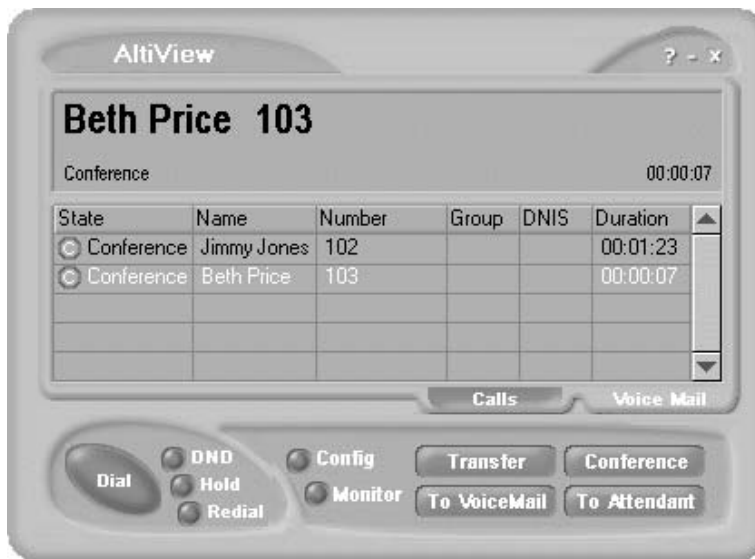 AltiView ? - x
Beth Price 103
Conference 00:00:07
State Name Number Group DNIS Duration
C Conference Jimmy Jones 102 00:01:23
C Conference Beth Price 103 00:00:07
Calls Voice Mail
Dial DND Config Transfer Conference
Hold Monitor To VoiceMail To Attendant
Redial